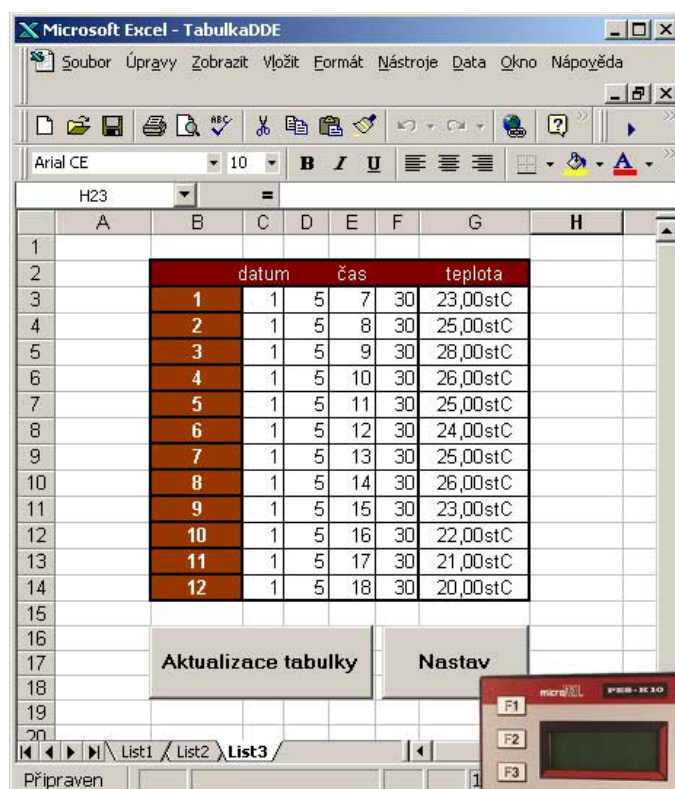 Microsoft Excel - TabulkaDDE
Soubor Úpravy Zobrazit Vložit Formát Nástroje Data Okno Nápověda
Arial CE 10 B I U A
H23 =
A B C D E F G H
1
2 datum čas teplota
3 1 1 5 7 30 23,00stC
4 2 1 5 8 30 25,00stC
5 3 1 5 9 30 28,00stC
6 4 1 5 10 30 26,00stC
7 5 1 5 11 30 25,00stC
8 6 1 5 12 30 24,00stC
9 7 1 5 13 30 25,00stC
10 8 1 5 14 30 26,00stC
11 9 1 5 15 30 23,00stC
12 10 1 5 16 30 22,00stC
13 11 1 5 17 30 21,00stC
14 12 1 5 18 30 20,00stC
15
16
17 Aktualizace tabulky Nastav
18
19
20
microPEL PES-K10
F1
F2
F3
List1 List2 List3
Připraven